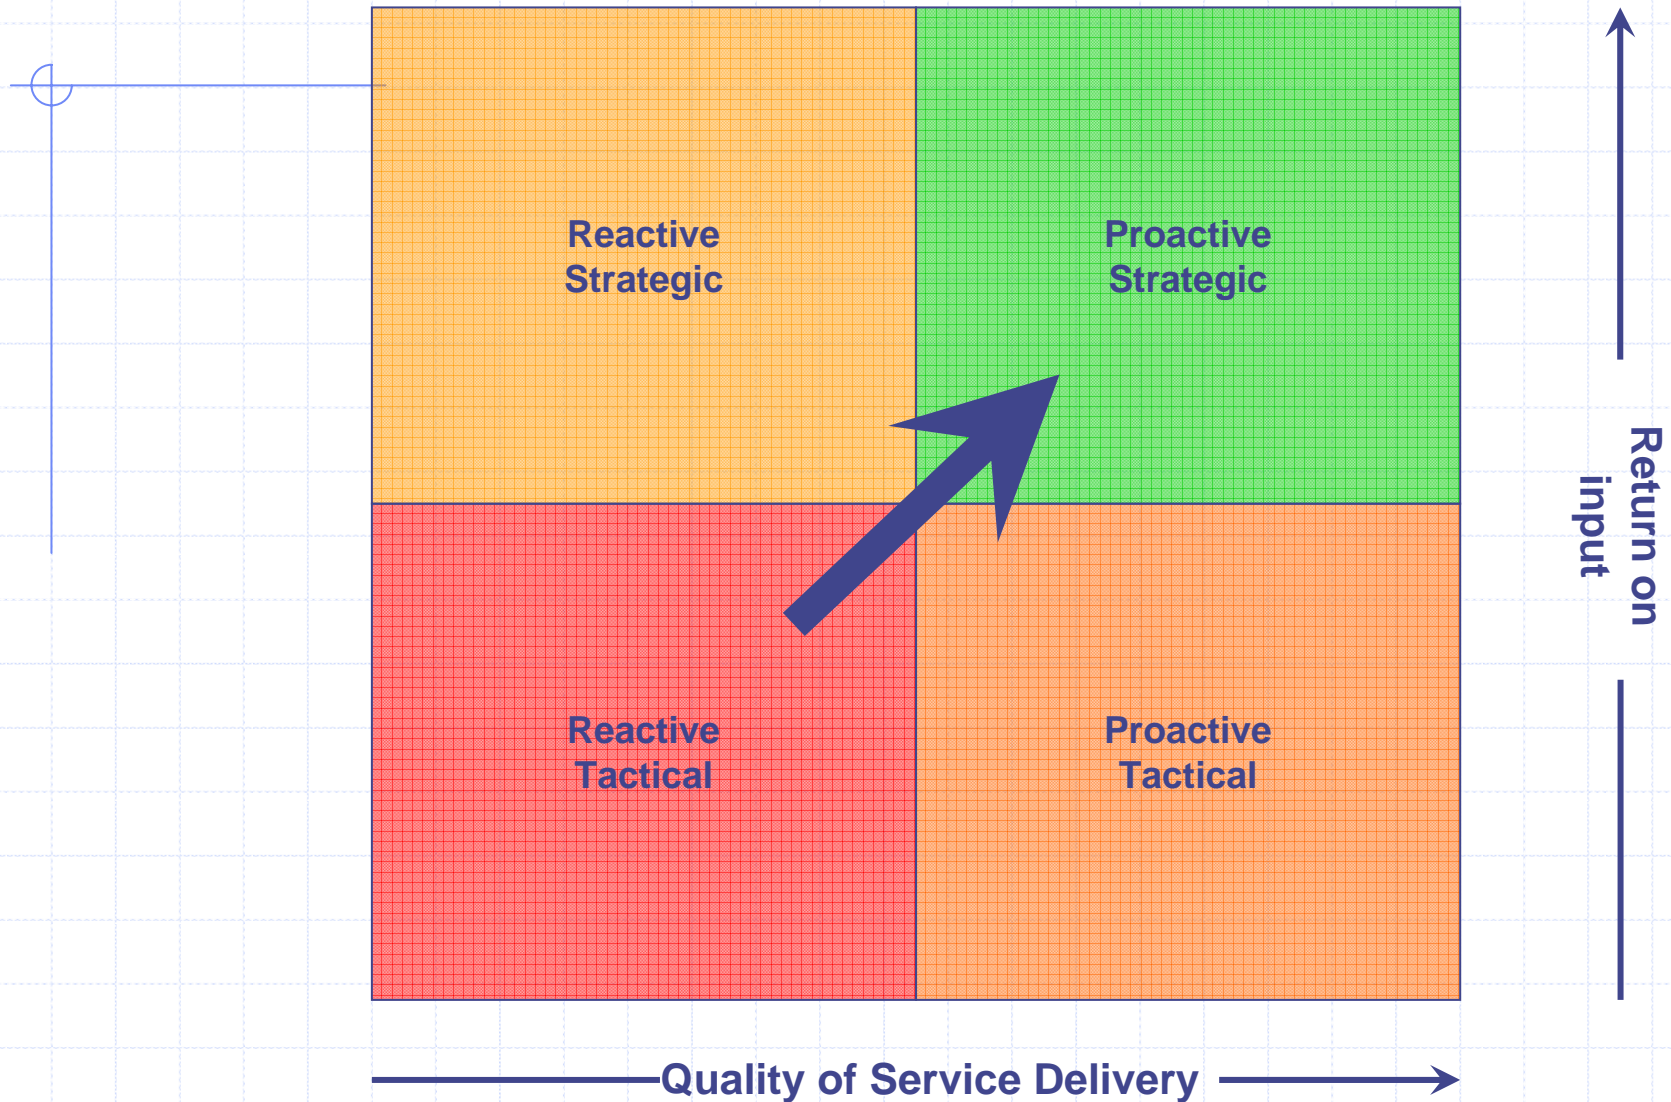 Reactive
Strategic
Proactive
Strategic
Return on
input
Reactive
Tactical
Proactive
Tactical
Quality of Service Delivery